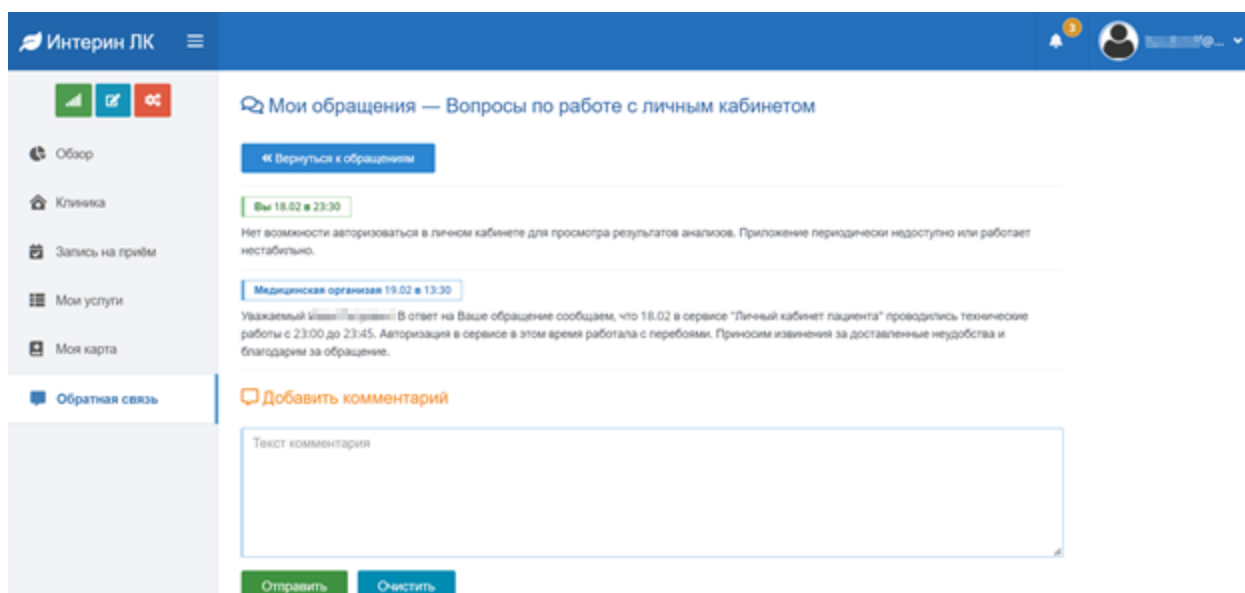 Интерин ЛК
3
Мои обращения — Вопросы по работе с личным кабинетом
Обзор
Клиника
Запись на приём
Мои услуги
Моя карта
Обратная связь
Вернуться к обращениям
Вы 18.02 в 23:30
Нет возможности авторизоваться в личном кабинете для просмотра результатов анализов. Приложение периодически недоступно или работает
нестабильно.
Медицинская организая 19.02 в 13:30
Уважаемый В ответ на Ваше обращение сообщаем, что 18.02 в сервисе "Личный кабинет пациента" проводились технические
работы с 23:00 до 23:45. Авторизация в сервисе в этом время работала с перебоями. Приносим извинения за доставленные неудобства и
благодарим за обращение.
Добавить комментарий
Текст комментария
Отправить
Очистить